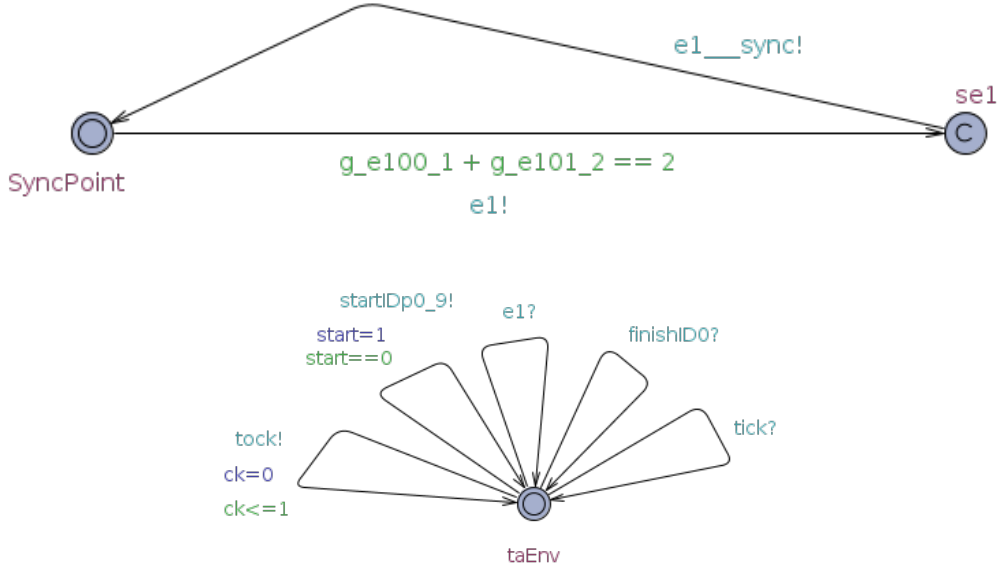 e1___sync!
se1
C
SyncPoint
g_e100_1 + g_e101_2 == 2
e1!
startIDp0_9!
start=1
start==0
e1?
finishID0?
tock!
ck=0
ck<=1
tick?
taEnv